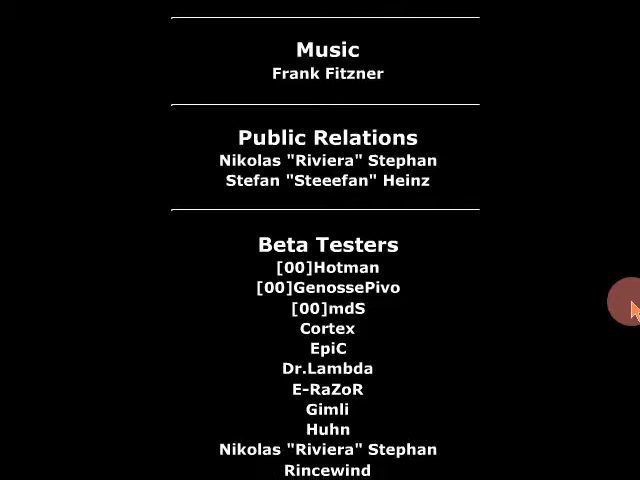 Music
Frank Fitzner
Public Relations
Nikolas "Riviera" Stephan
Stefan "Steeefan" Heinz
Beta Testers
[00]Hotman
[00]GenossePivo
[00]mdS
Cortex
EpiC
Dr.Lambda
E-RaZoR
Gimli
Huhn
Nikolas "Riviera" Stephan
Rincewind